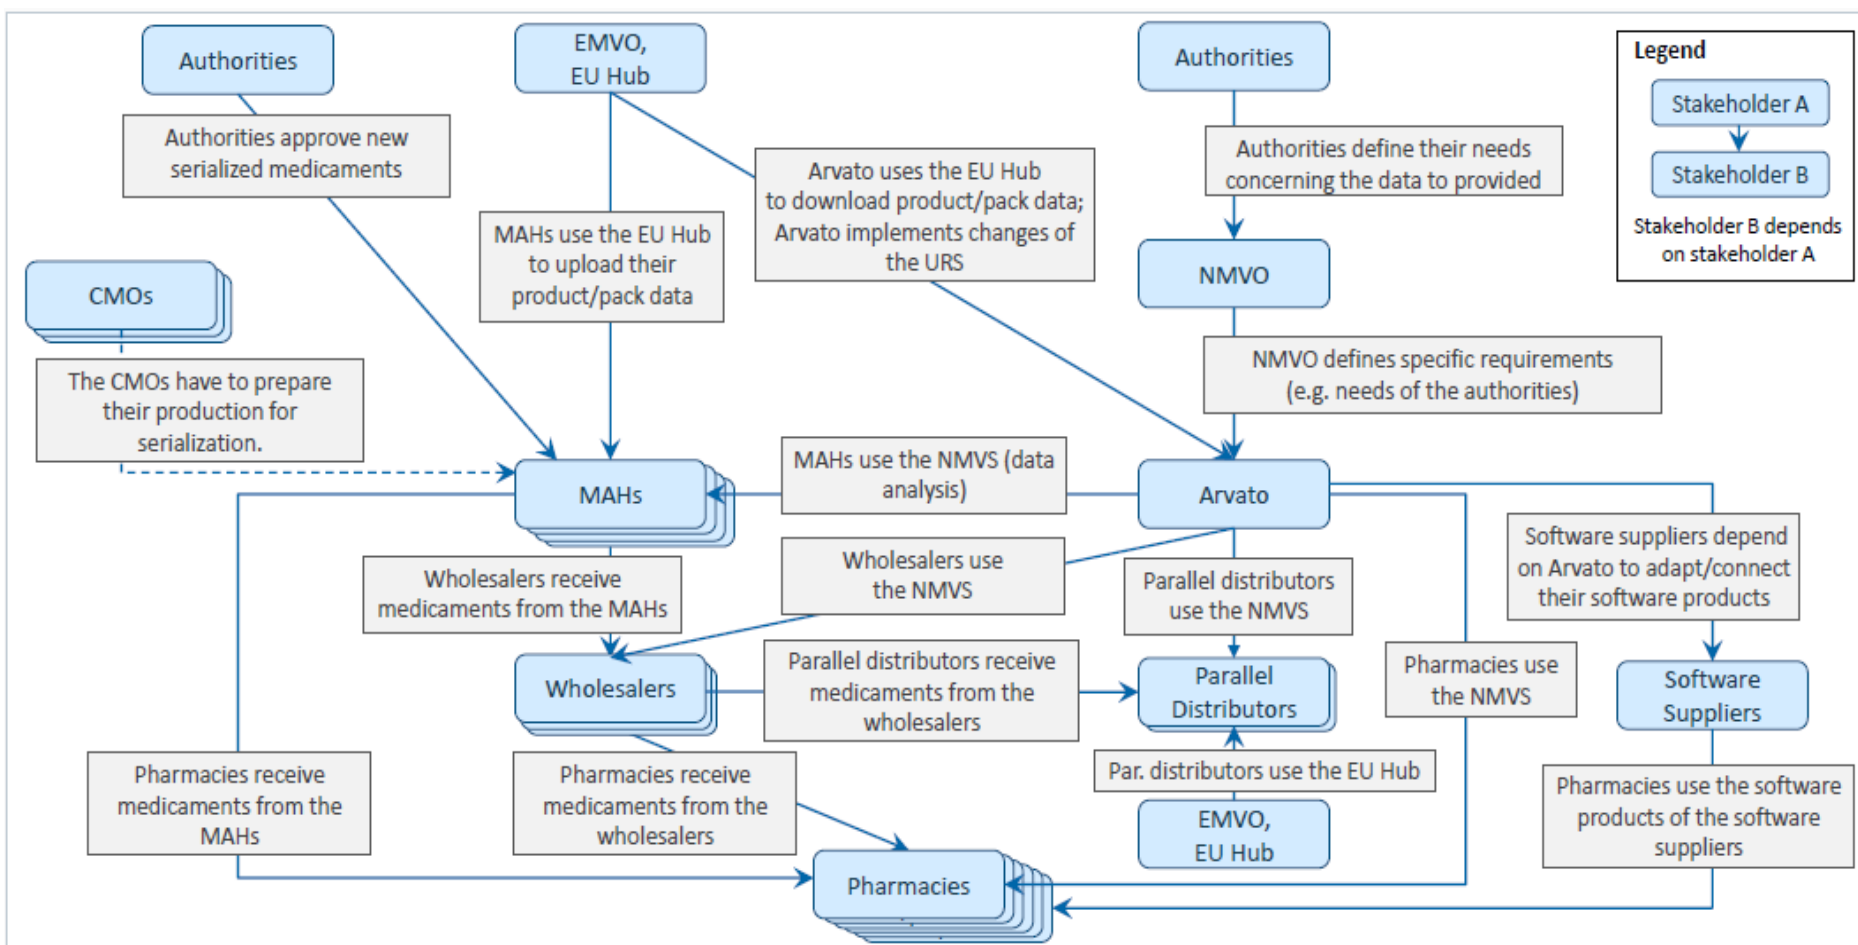 Authorities
EMVO,
EU Hub
Authorities
Legend
Stakeholder A
Stakeholder B
Stakeholder B depends
on stakeholder A
Authorities approve new
serialized medicaments
Arvato uses the EU Hub
to download product/pack data;
Arvato implements changes of
the URS
Authorities define their needs
concerning the data to provided
MAHs use the EU Hub
to upload their
product/pack data
NMVO
CMOs
The CMOs have to prepare
their production for
serialization.
NMVO defines specific requirements
(e.g. needs of the authorities)
MAHs
MAHs use the NMVS (data
analysis)
Arvato
Wholesalers receive
medicaments from the MAHs
Wholesalers use
the NMVS
Parallel distributors
use the NMVS
Software suppliers depend
on Arvato to adapt/connect
their software products
Wholesalers
Parallel distributors receive
medicaments from the
wholesalers
Parallel
Distributors
Pharmacies use
the NMVS
Software
Suppliers
Pharmacies receive
medicaments from the
MAHs
Pharmacies receive
medicaments from the
wholesalers
Par. distributors use the EU Hub
EMVO,
EU Hub
Pharmacies use the software
products of the software
suppliers
Pharmacies